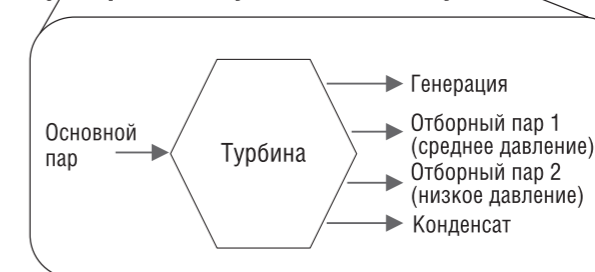 Основной
пар
Турбина
Генерация
Отборный пар 1
(среднее давление)
Отборный пар 2
(низкое давление)
Конденсат